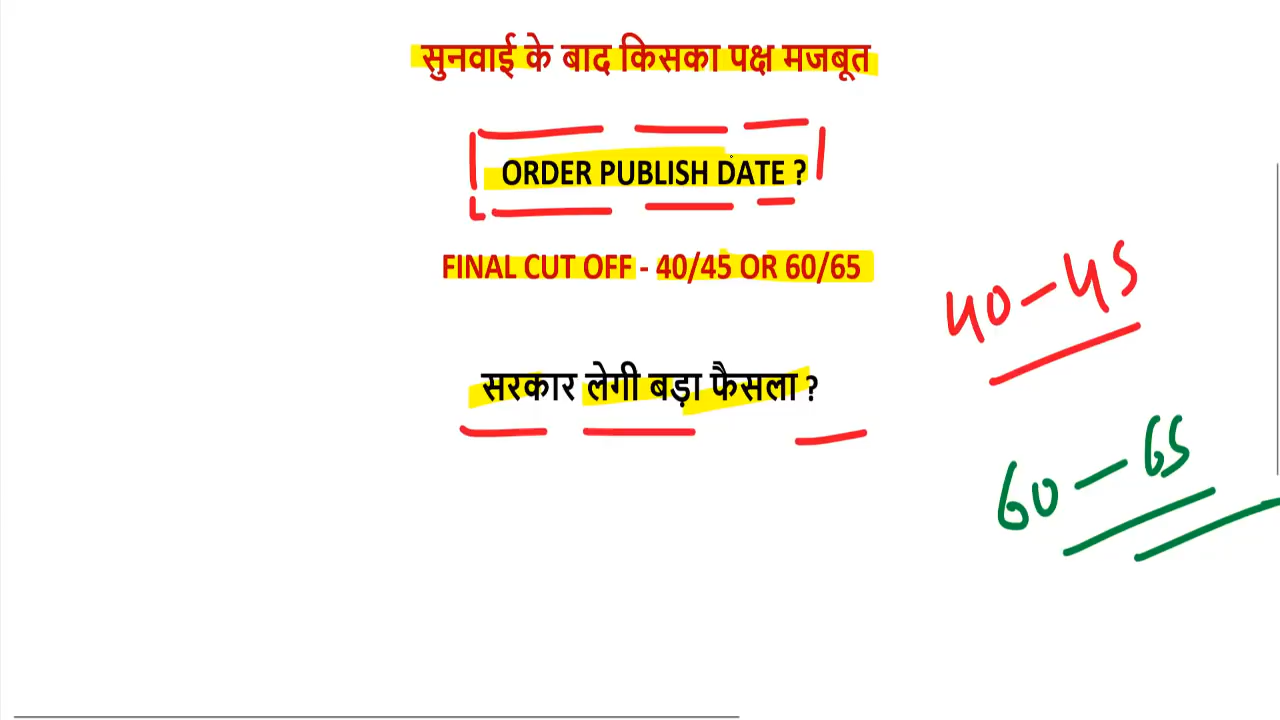 सुनवाई के बाद किसका पक्ष मजबूत
ORDER PUBLISH DATE ?
FINAL CUT OFF - 40/45 OR 60/65
40-45
सरकार लेगी बड़ा फैसला ?
60-65